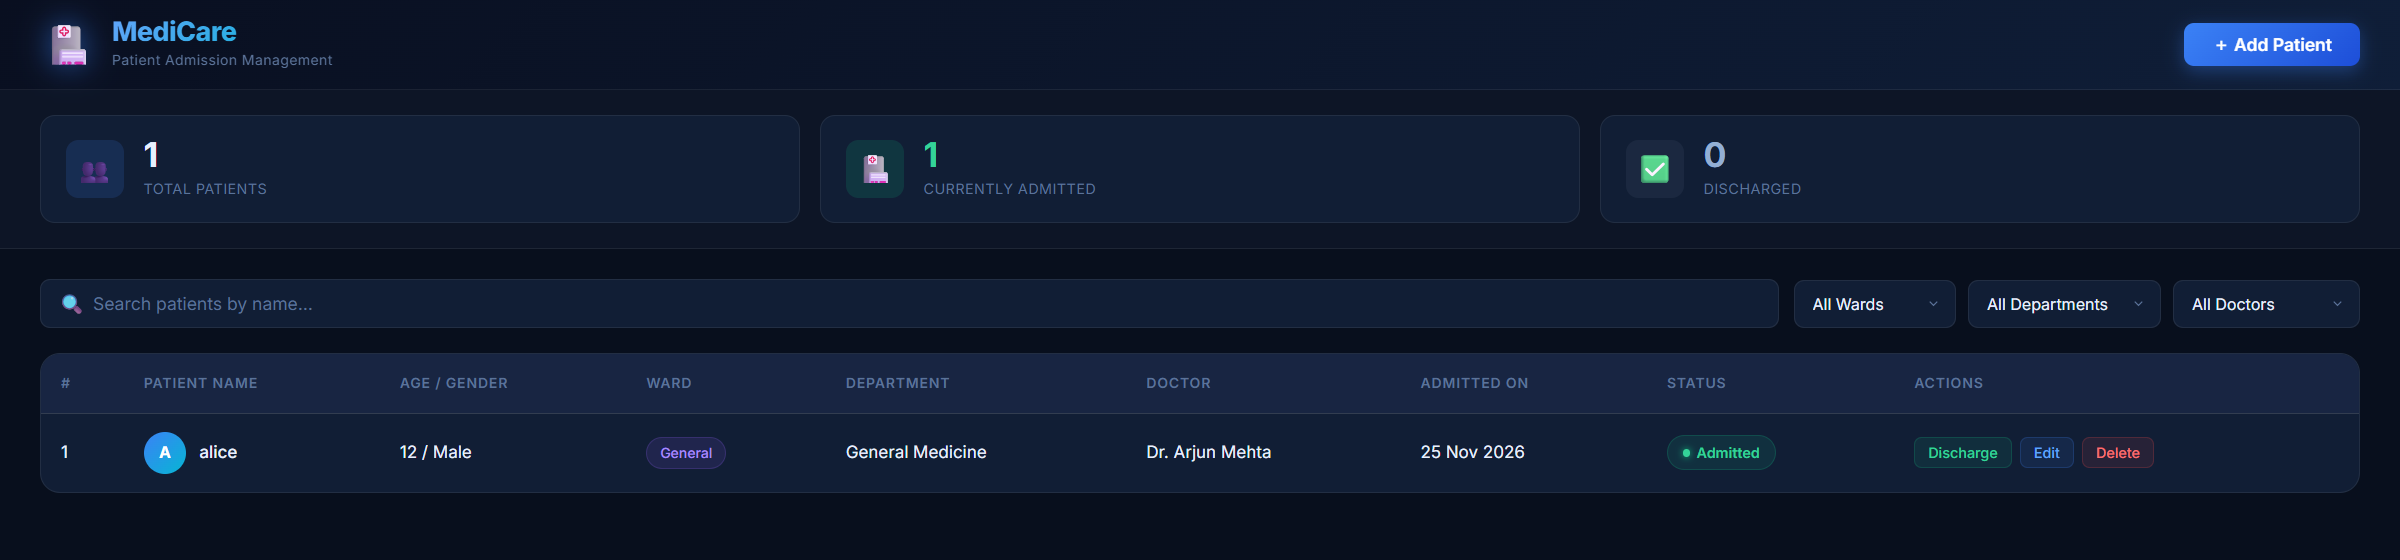 MediCare
Patient Admission Management
+ Add Patient
1
TOTAL PATIENTS
1
CURRENTLY ADMITTED
0
DISCHARGED
Search patients by name...
All Wards
All Departments
All Doctors
# PATIENT NAME AGE / GENDER WARD DEPARTMENT DOCTOR ADMITTED ON STATUS ACTIONS
1 A alice 12 / Male General General Medicine Dr. Arjun Mehta 25 Nov 2026 Admitted Discharge Edit Delete